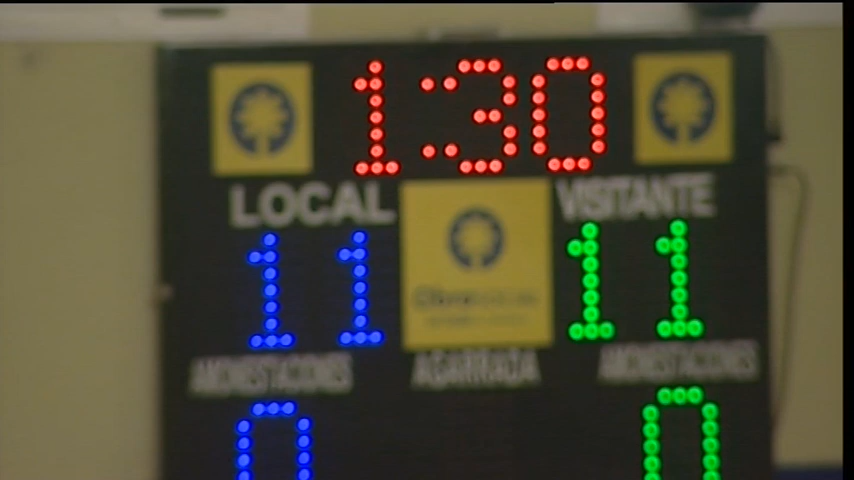 1:30
LOCAL VISITANTE
11 11
AMONESTACIONES AGARRADA AMONESTACIONES
0 0